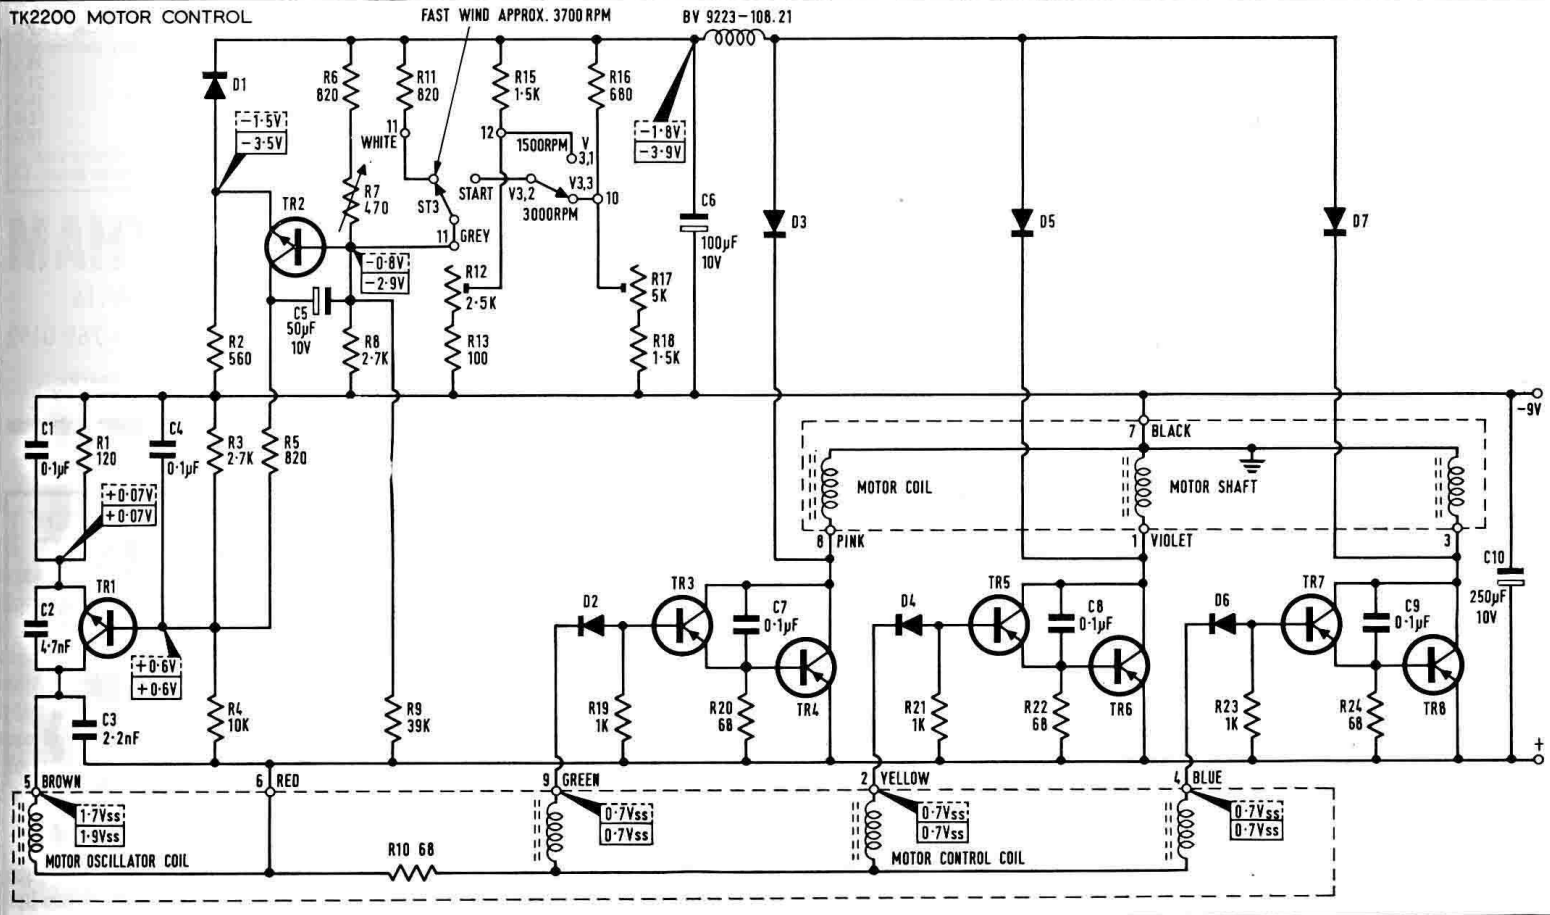 TK2200 MOTOR CONTROL
FAST WIND APPROX. 3700 RPM
BV 9223-108.21
D1
R6
820
R11
820
R15
1·5K
R16
680
-1·5V
-3·5V
11
WHITE
12
1500RPM
V
3,1
-1·8V
-3·9V
R7
470
ST3
START
V3,2
V3,3
3000RPM
10
TR2
11
GREY
C6
100µF
10V
D3
D5
D7
-0·8V
-2·9V
R12
2·5K
R17
5K
C5
50µF
10V
R2
560
R8
2·7K
R13
100
R18
1·5K
-9V
C1
0·1µF
R1
120
C4
0·1µF
R3
2·7K
R5
820
7
BLACK
+0·07V
+0·07V
MOTOR COIL
MOTOR SHAFT
8
PINK
1
VIOLET
3
C10
250µF
10V
TR1
C2
4·7nF
+0·6V
+0·6V
D2
TR3
C7
0·1µF
D4
TR5
C8
0·1µF
D6
TR7
C9
0·1µF
C3
2·2nF
R4
10K
R9
39K
R19
1K
R20
68
TR4
R21
1K
R22
68
TR6
R23
1K
R24
68
TR8
+
5
BROWN
6
RED
9
GREEN
2
YELLOW
4
BLUE
1·7Vss
1·9Vss
0·7Vss
0·7Vss
0·7Vss
0·7Vss
0·7Vss
0·7Vss
MOTOR OSCILLATOR COIL
R10 68
MOTOR CONTROL COIL